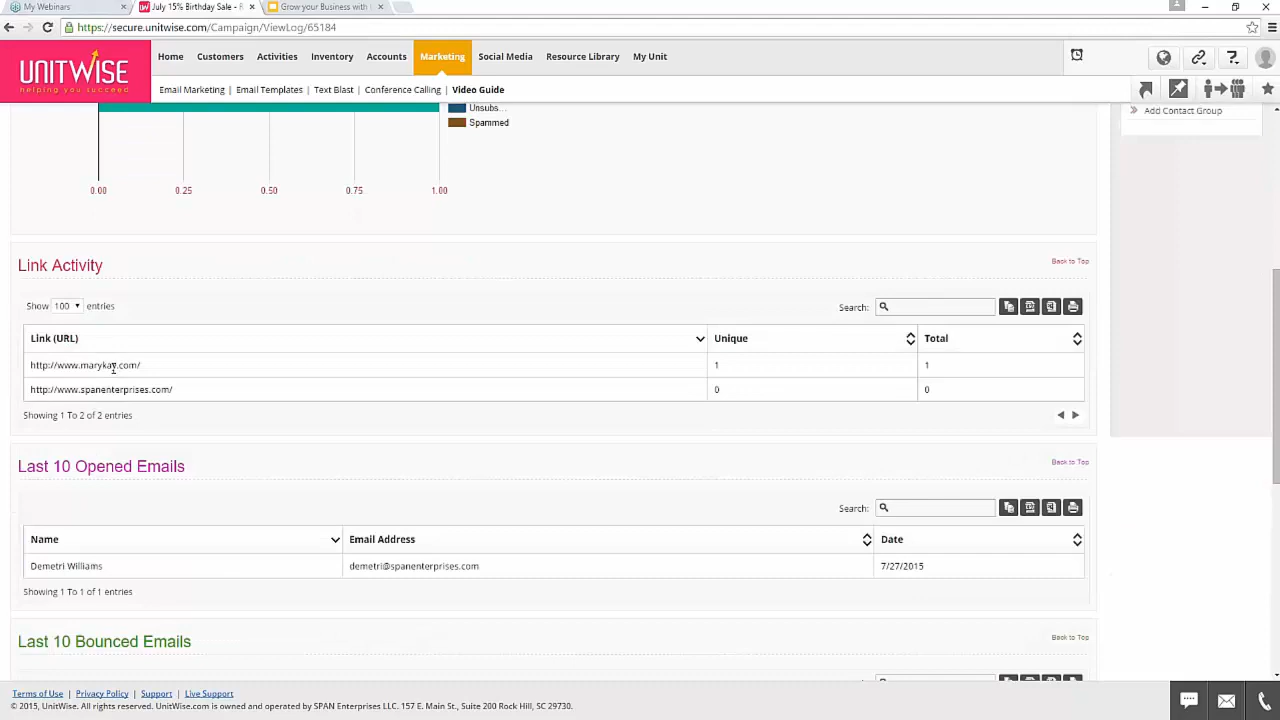 My Webinars × July 15% Birthday Sale - R × Grow your Business with ×
https://secure.unitwise.com/Campaign/ViewLog/65184
UNITWISE
helping you succeed
Home Customers Activities Inventory Accounts Marketing Social Media Resource Library My Unit
Email Marketing | Email Templates | Text Blast | Conference Calling | Video Guide
Unsubs...
Spammed
Add Contact Group
0.00 0.25 0.50 0.75 1.00
Link Activity
Back to Top
Show 100 entries
Search:
Link (URL) Unique Total
http://www.marykay.com/ 1 1
http://www.spanenterprises.com/ 0 0
Showing 1 To 2 of 2 entries
Last 10 Opened Emails
Back to Top
Search:
Name Email Address Date
Demetri Williams demetri@spanenterprises.com 7/27/2015
Showing 1 To 1 of 1 entries
Last 10 Bounced Emails
Back to Top
Terms of Use | Privacy Policy | Support | Live Support
© 2015, UnitWise. All rights reserved. UnitWise.com is owned and operated by SPAN Enterprises LLC. 157 E. Main St., Suite 200 Rock Hill, SC 29730.